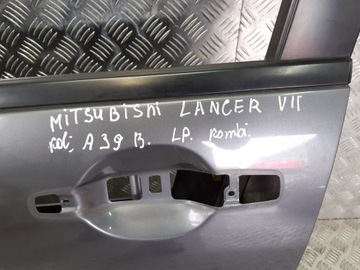 MITSUBISHI LANCER VII
kol; A39 B. LP. kombi.